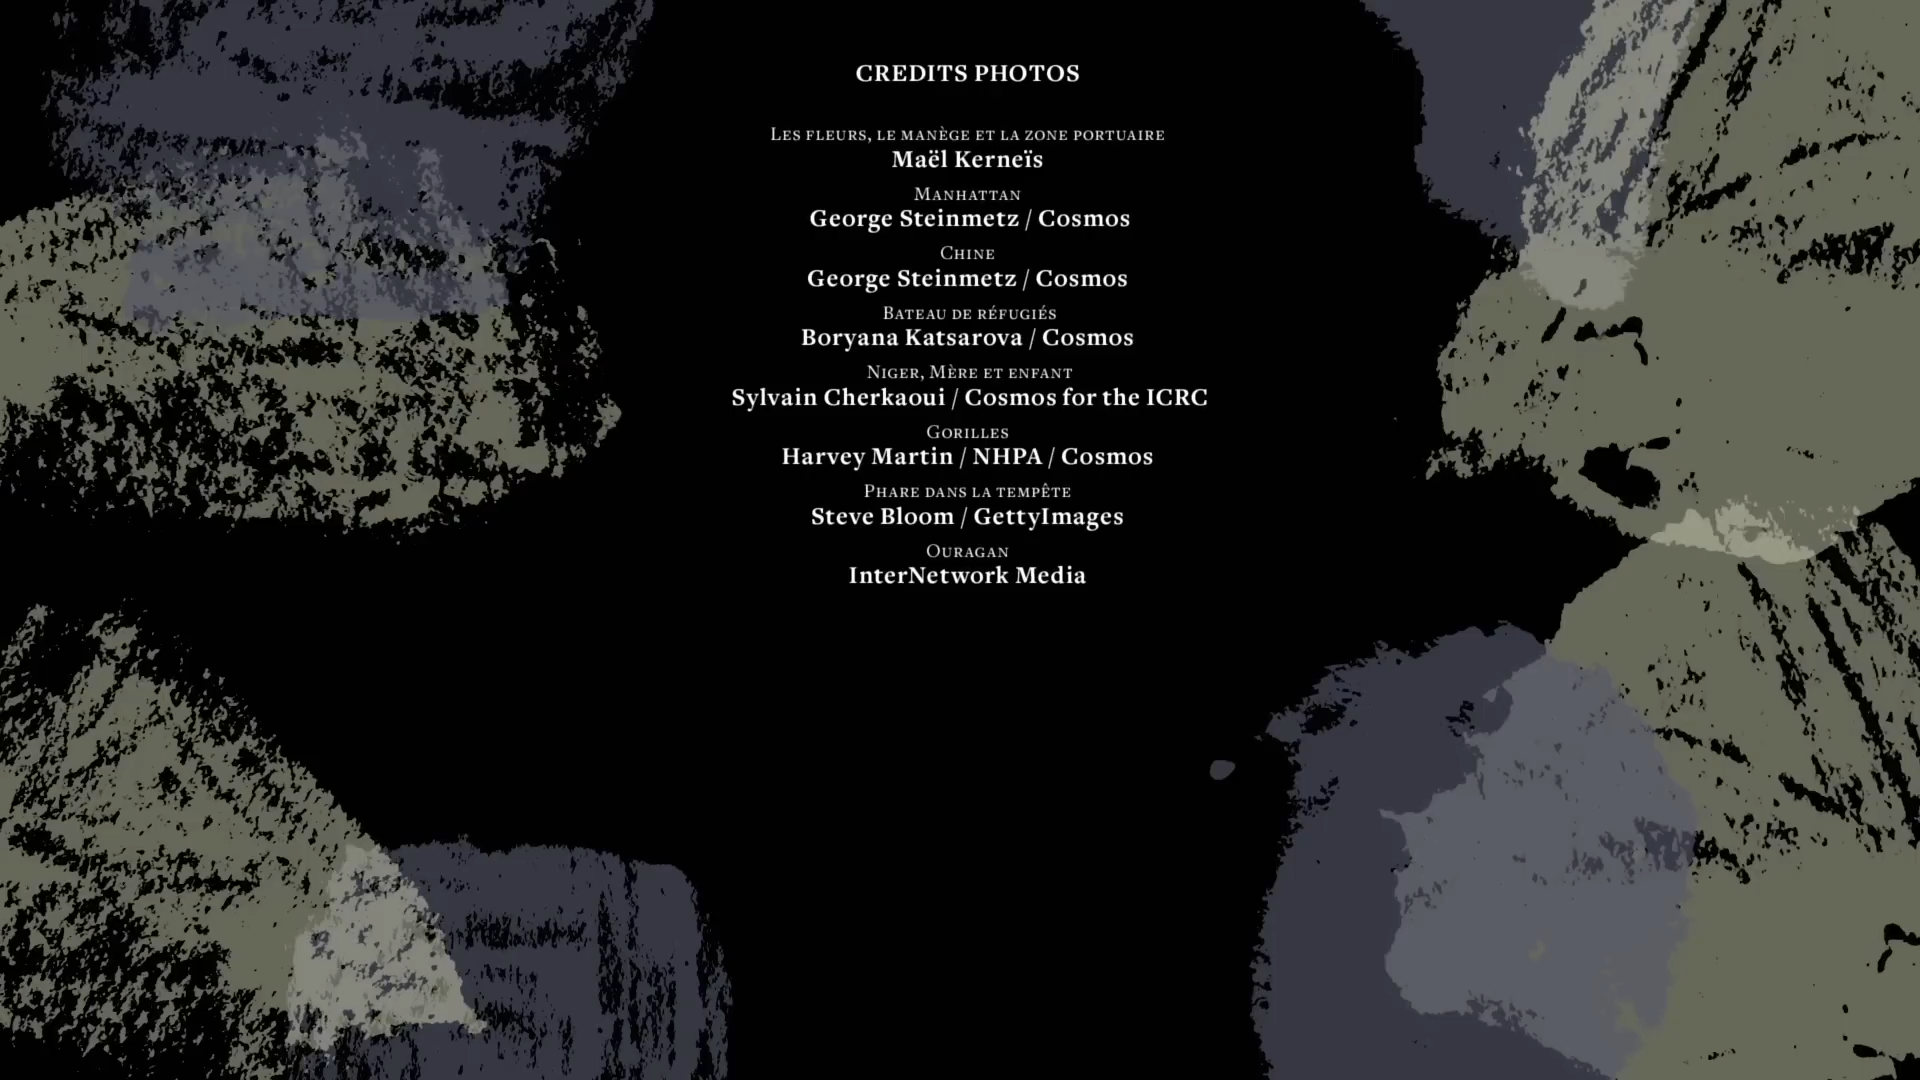 CREDITS PHOTOS
Les fleurs, le manège et la zone portuaire
Maël Kerneïs
Manhattan
George Steinmetz / Cosmos
Chine
George Steinmetz / Cosmos
Bateau de réfugiés
Boryana Katsarova / Cosmos
Niger, Mère et enfant
Sylvain Cherkaoui / Cosmos for the ICRC
Gorilles
Harvey Martin / NHPA / Cosmos
Phare dans la tempête
Steve Bloom / GettyImages
Ouragan
InterNetwork Media